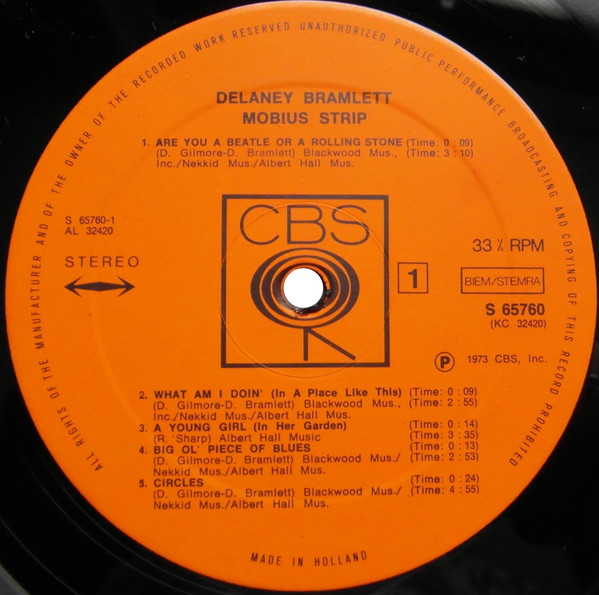 ALL RIGHTS OF THE MANUFACTURER AND OF THE OWNER OF THE RECORDED WORK RESERVED UNAUTHORIZED PUBLIC PERFORMANCE BROADCASTING AND COPYING OF THIS RECORD PROHIBITED
DELANEY BRAMLETT
MOBIUS STRIP
1. ARE YOU A BEATLE OR A ROLLING STONE (Time: 0 : 09)
(D. Gilmore-D. Bramlett) Blackwood Mus., (Time: 3 : 10)
Inc./Nekkid Mus./Albert Hall Mus.
S 65760-1
AL 32420
STEREO
CBS
33 ⅓ RPM
1
BIEM/STEMRA
S 65760
(KC 32420)
P 1973 CBS, Inc.
2. WHAT AM I DOIN' (In A Place Like This) (Time: 0 : 09)
(D. Gilmore-D. Bramlett) Blackwood Mus., (Time: 2 : 55)
Inc./Nekkid Mus./Albert Hall Mus.
3. A YOUNG GIRL (In Her Garden) (Time: 0 : 14)
(R. Sharp) Albert Hall Music (Time: 3 : 35)
4. BIG OL' PIECE OF BLUES (Time: 0 : 13)
(D. Gilmore-D. Bramlett) Blackwood Mus./ (Time: 2 : 53)
Nekkid Mus./Albert Hall Mus.
5. CIRCLES (Time: 0 : 24)
(D. Gilmore-D. Bramlett) Blackwood Mus./ (Time: 4 : 55)
Nekkid Mus./Albert Hall Mus.
MADE IN HOLLAND